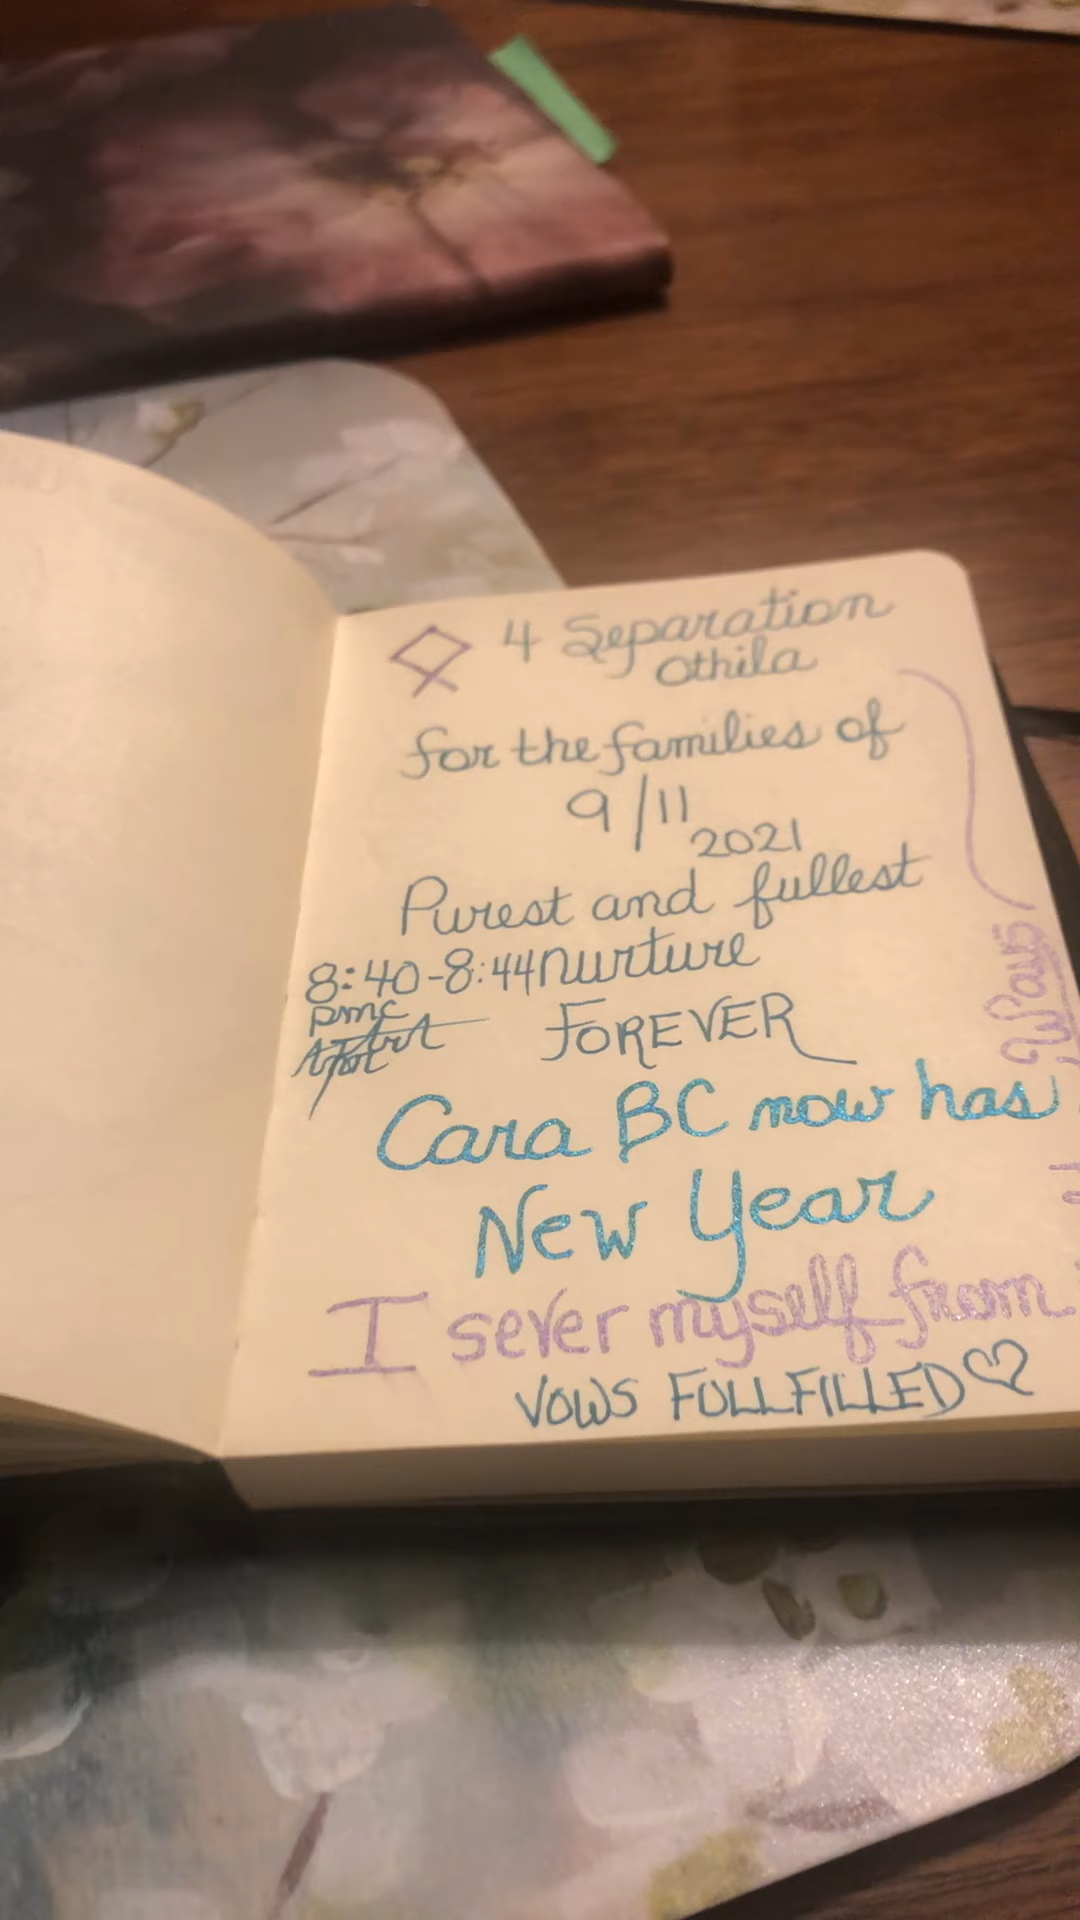 4 Separation
Othila
for the families of
9/11
2021
Purest and fullest
8:40-8:44 nurture
pmc
FOREVER
Cara BC now has
New Year
I sever myself from
VOWS FULLFILLED